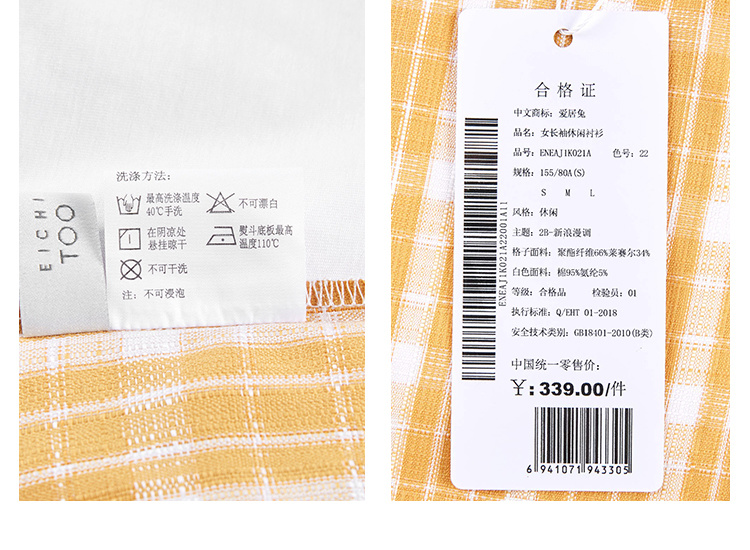 洗涤方法:
最高洗涤温度
40℃手洗
不可漂白
在阴凉处
悬挂晾干
熨斗底板最高
温度110℃
不可干洗
注: 不可浸泡
EICHI
TOO
合格证
中文商标: 爱居兔
品名: 女长袖休闲衬衫
品号: ENEAJ1K021A 色号: 22
规格: 155/80A(S)
S M L
风格: 休闲
主题: 2B-新浪漫调
格子面料: 聚酯纤维66%莱赛尔34%
白色面料: 棉95%氨纶5%
等级: 合格品 检验员: 01
执行标准: Q/EHT 01-2018
安全技术类别: GB18401-2010(B类)
中国统一零售价:
¥: 339.00/件
6 941071 943305
ENEAJ1K021A22001A11